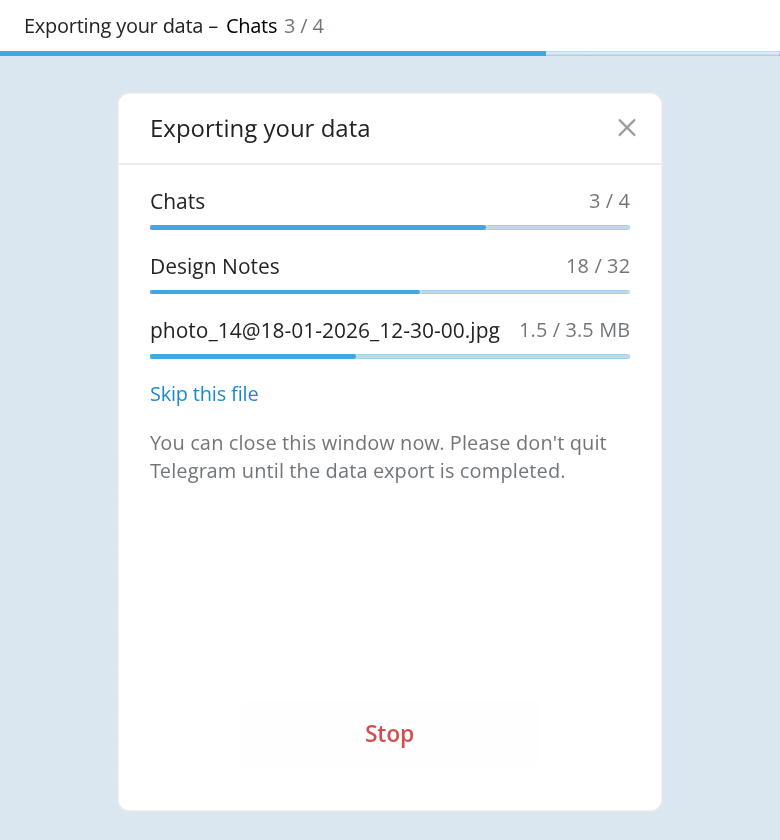 Exporting your data – Chats 3 / 4
Exporting your data
Chats 3 / 4
Design Notes 18 / 32
photo_14@18-01-2026_12-30-00.jpg 1.5 / 3.5 MB
Skip this file
You can close this window now. Please don't quit
Telegram until the data export is completed.
Stop